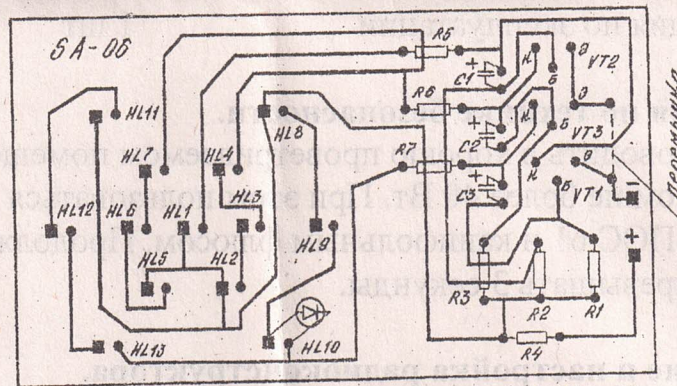 SA-06
R5
C1
К
Б
Э
VT2
R6
К
Б
Э
VT3
C2
R7
C3
К
Э
Б
VT1
HL11
HL7
HL4
HL8
HL12
HL6
HL1
HL3
HL9
HL5
HL2
HL13
HL10
R3
R2
R1
R4
+
+
+
+
-